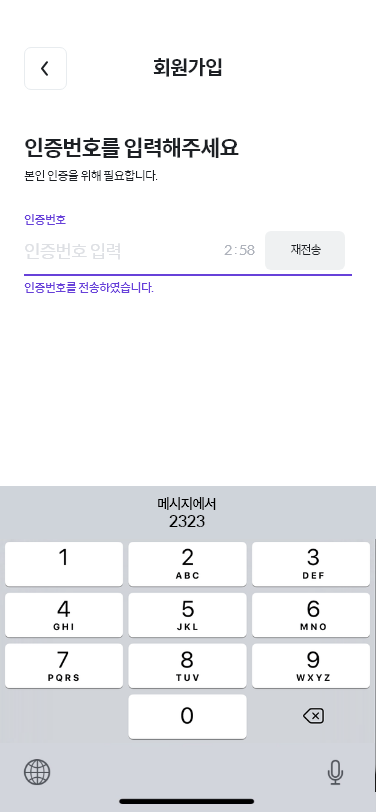 회원가입
인증번호를 입력해주세요
본인 인증을 위해 필요합니다.
인증번호
인증번호 입력
2:58
재전송
인증번호를 전송하였습니다.
메시지에서
2323
1
2
ABC
3
DEF
4
GHI
5
JKL
6
MNO
7
PQRS
8
TUV
9
WXYZ
0